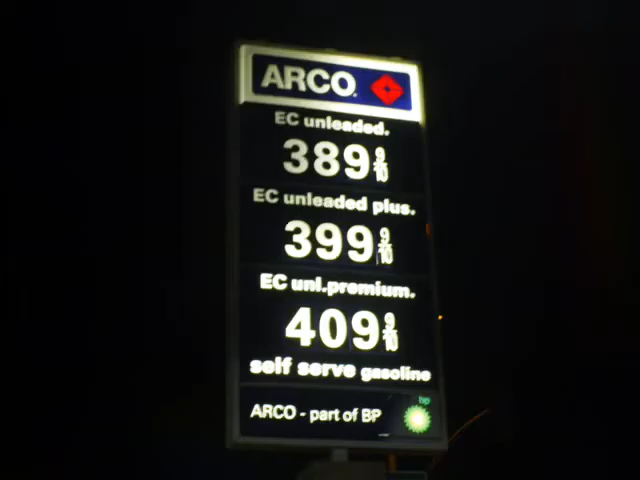 ARCO
EC unleaded.
389 9/10
EC unleaded plus.
399 9/10
EC unl.premium.
409 9/10
self serve gasoline
ARCO - part of BP
bp